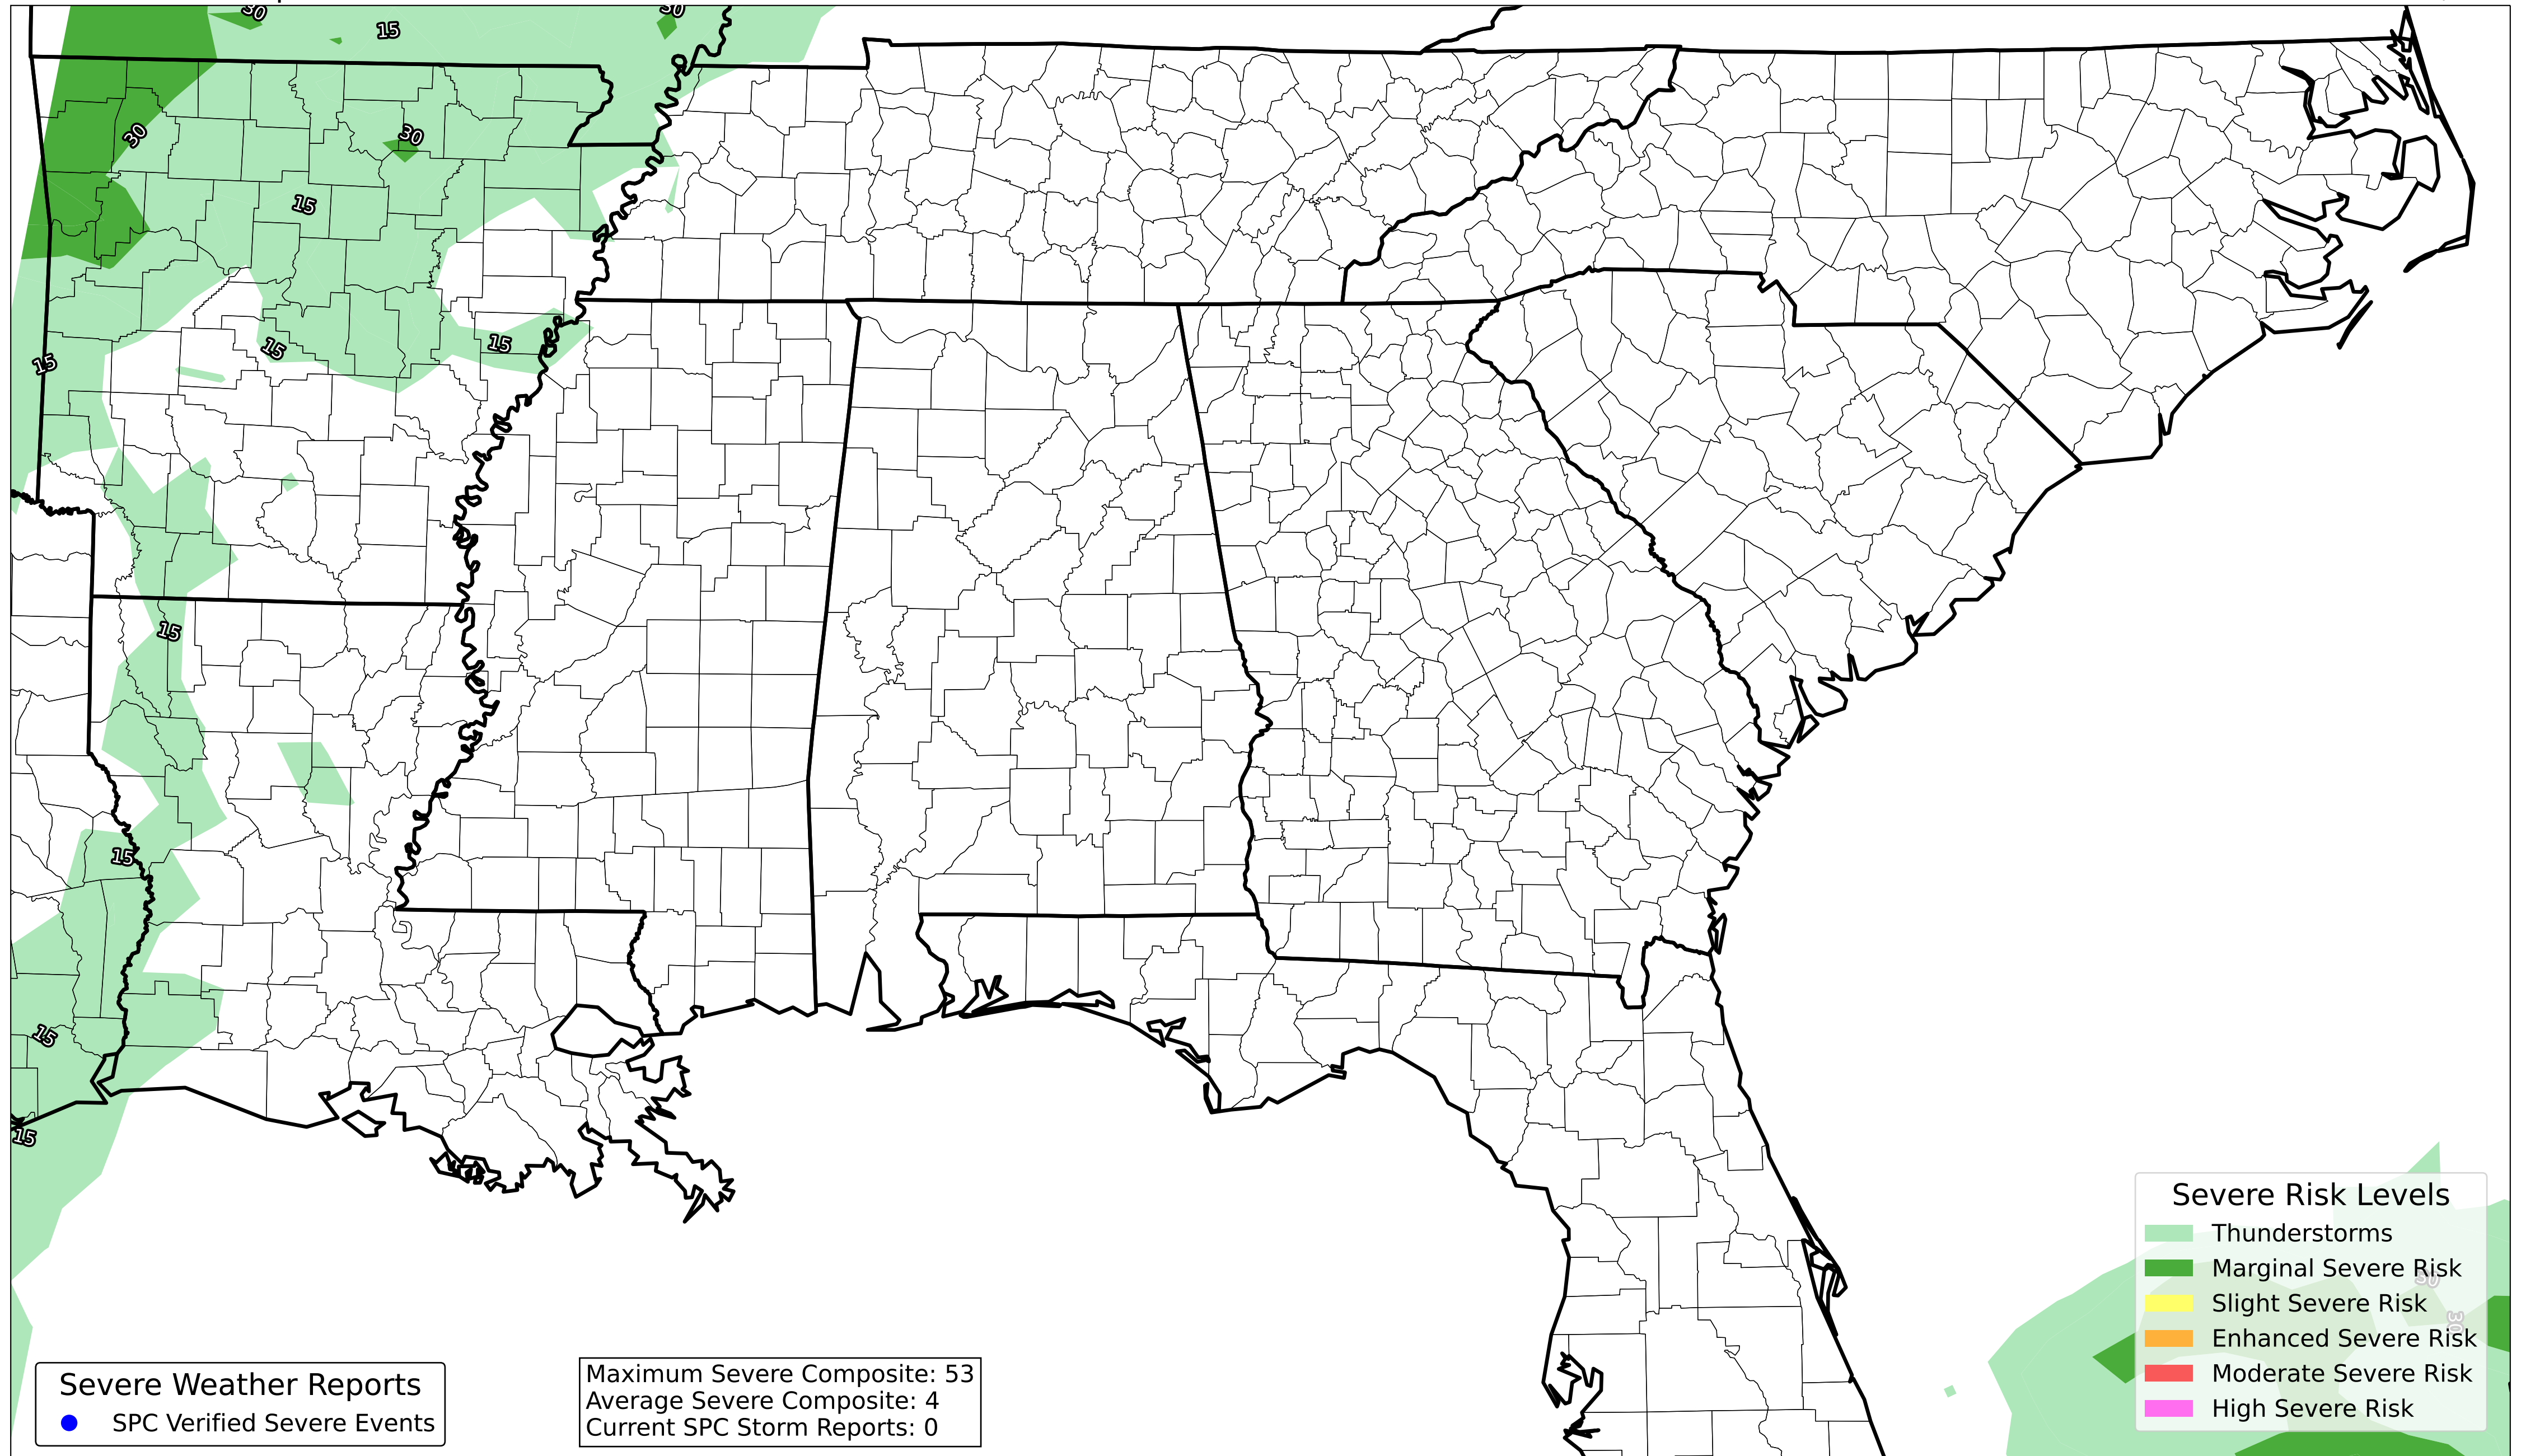 30
30
15
30
30
15
15
15
15
15
15
15
15
30
30
Severe Risk Levels
Thunderstorms
Marginal Severe Risk
Slight Severe Risk
Enhanced Severe Risk
Moderate Severe Risk
High Severe Risk
Severe Weather Reports
SPC Verified Severe Events
Maximum Severe Composite: 53
Average Severe Composite: 4
Current SPC Storm Reports: 0